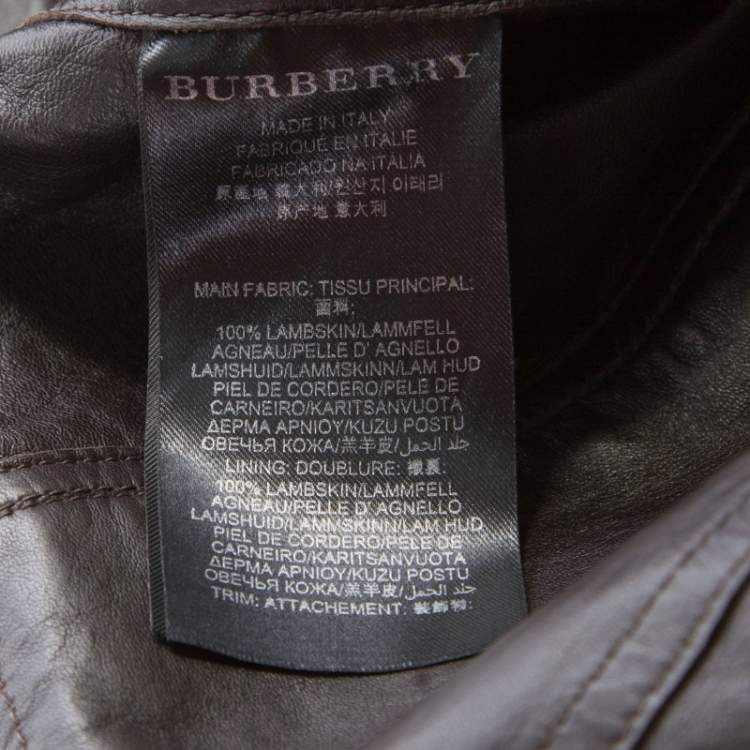 BURBERRY
MADE IN ITALY
FABRIQUÉ EN ITALIE
FABRICADO NA ITALIA
原產地 義大利/원산지 이태리
原产地 意大利
MAIN FABRIC: TISSU PRINCIPAL:
面料:
100% LAMBSKIN/LAMMFELL
AGNEAU/PELLE D' AGNELLO
LAMSHUID/LAMMSKINN/LAM HUD
PIEL DE CORDERO/PELE DE
CARNEIRO/KARITSANVUOTA
ΔΕΡΜΑ ΑΡΝΙΟΥ/KUZU POSTU
ОВЕЧЬЯ КОЖА/羔羊皮/جلد الحمل/
LINING: DOUBLURE: 襯裏:
100% LAMBSKIN/LAMMFELL
AGNEAU/PELLE D' AGNELLO
LAMSHUID/LAMMSKINN/LAM HUD
PIEL DE CORDERO/PELE DE
CARNEIRO/KARITSANVUOTA
ΔΕΡΜΑ ΑΡΝΙΟΥ/KUZU POSTU
ОВЕЧЬЯ КОЖА/羔羊皮/جلد الحمل/
TRIM: ATTACHEMENT: 裝飾物: